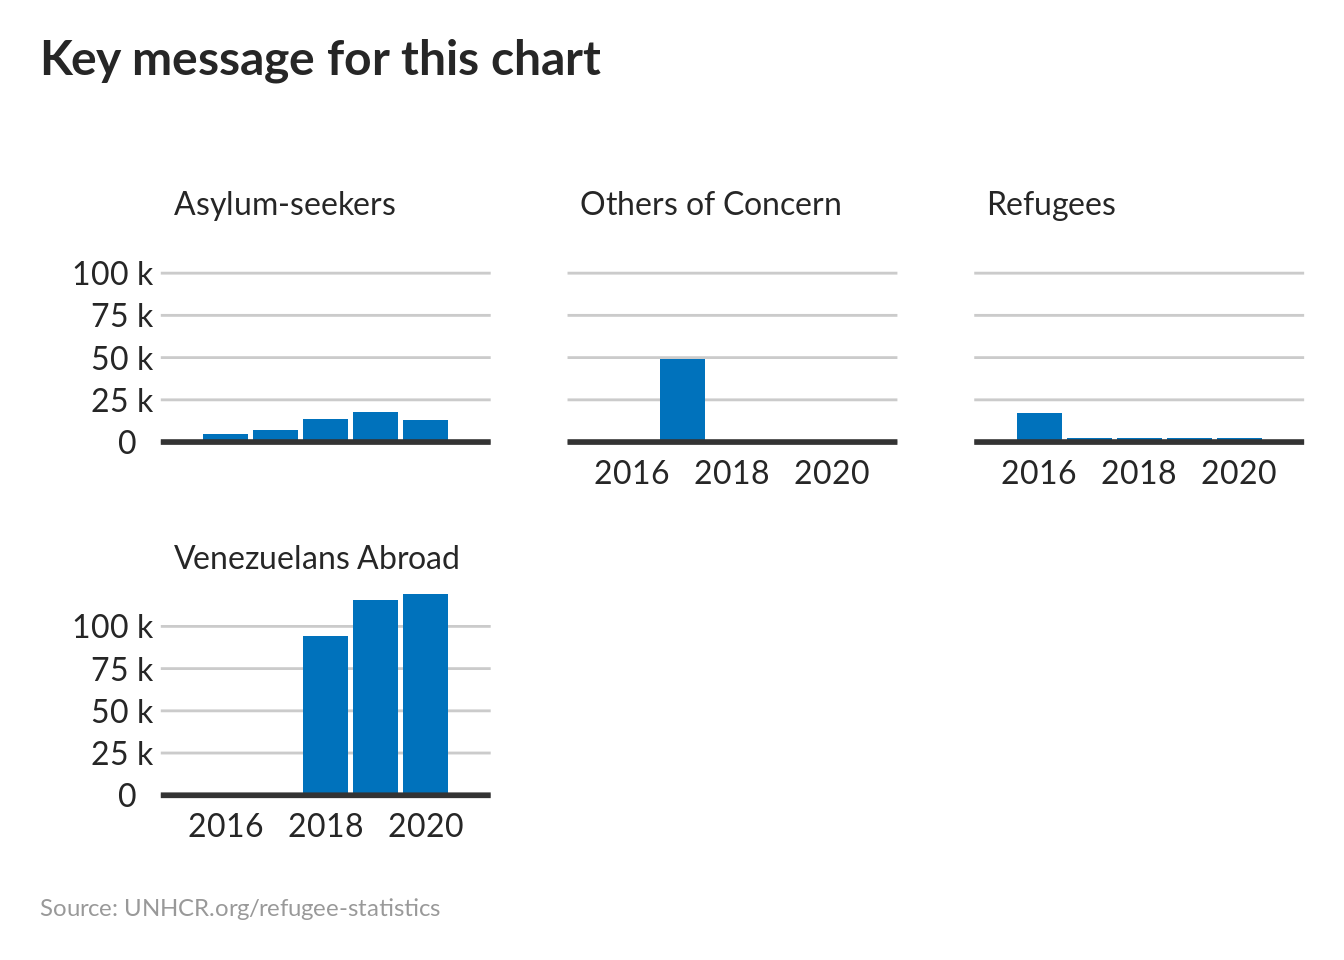 Key message for this chart
Asylum-seekers
Others of Concern
Refugees
100 k
75 k
50 k
25 k
0
2016 2018 2020
2016 2018 2020
Venezuelans Abroad
100 k
75 k
50 k
25 k
0
2016 2018 2020
Source: UNHCR.org/refugee-statistics